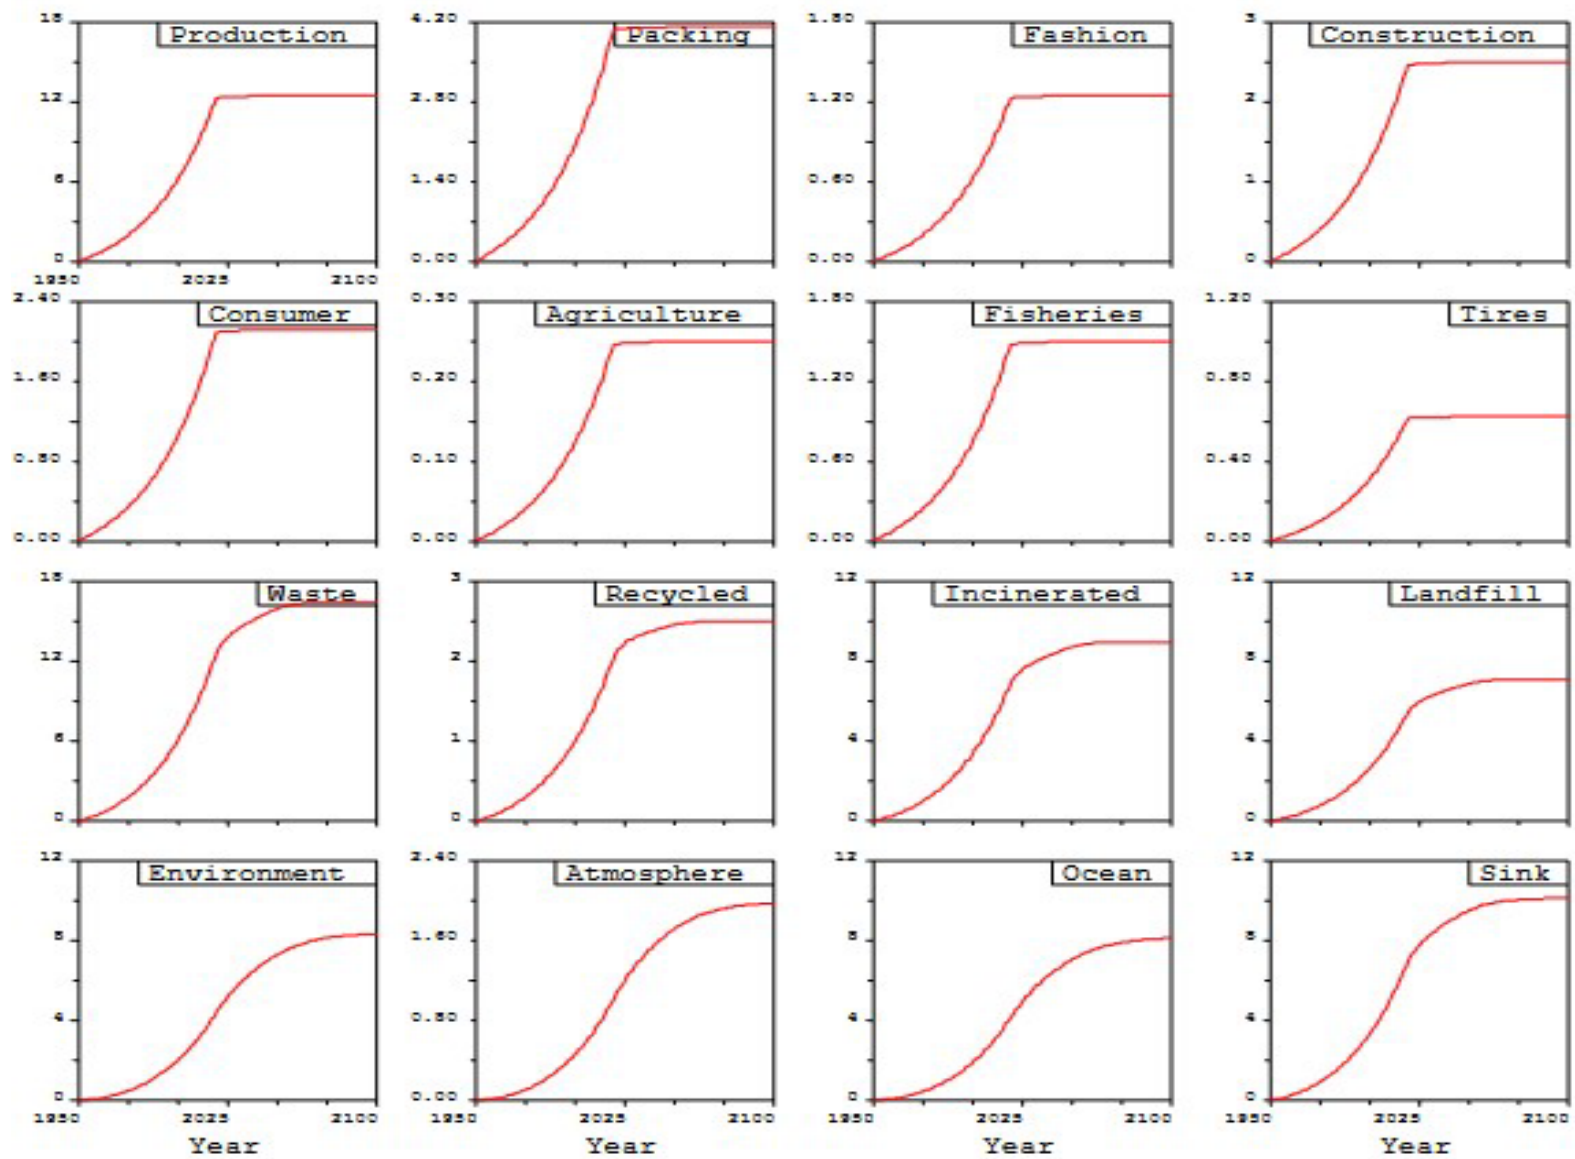 18 Production
12
6
0
1950 2025 2100
4.20 Packing
2.80
1.40
0.00
1.80 Fashion
1.20
0.60
0.00
3 Construction
2
1
0
2.40 Consumer
1.60
0.80
0.00
0.30 Agriculture
0.20
0.10
0.00
1.80 Fisheries
1.20
0.60
0.00
1.20 Tires
0.80
0.40
0.00
18 Waste
12
6
0
3 Recycled
2
1
0
12 Incinerated
8
4
0
12 Landfill
8
4
0
12 Environment
8
4
0
1950 2025 2100
Year
2.40 Atmosphere
1.60
0.80
0.00
1950 2025 2100
Year
12 Ocean
8
4
0
1950 2025 2100
Year
12 Sink
8
4
0
1950 2025 2100
Year